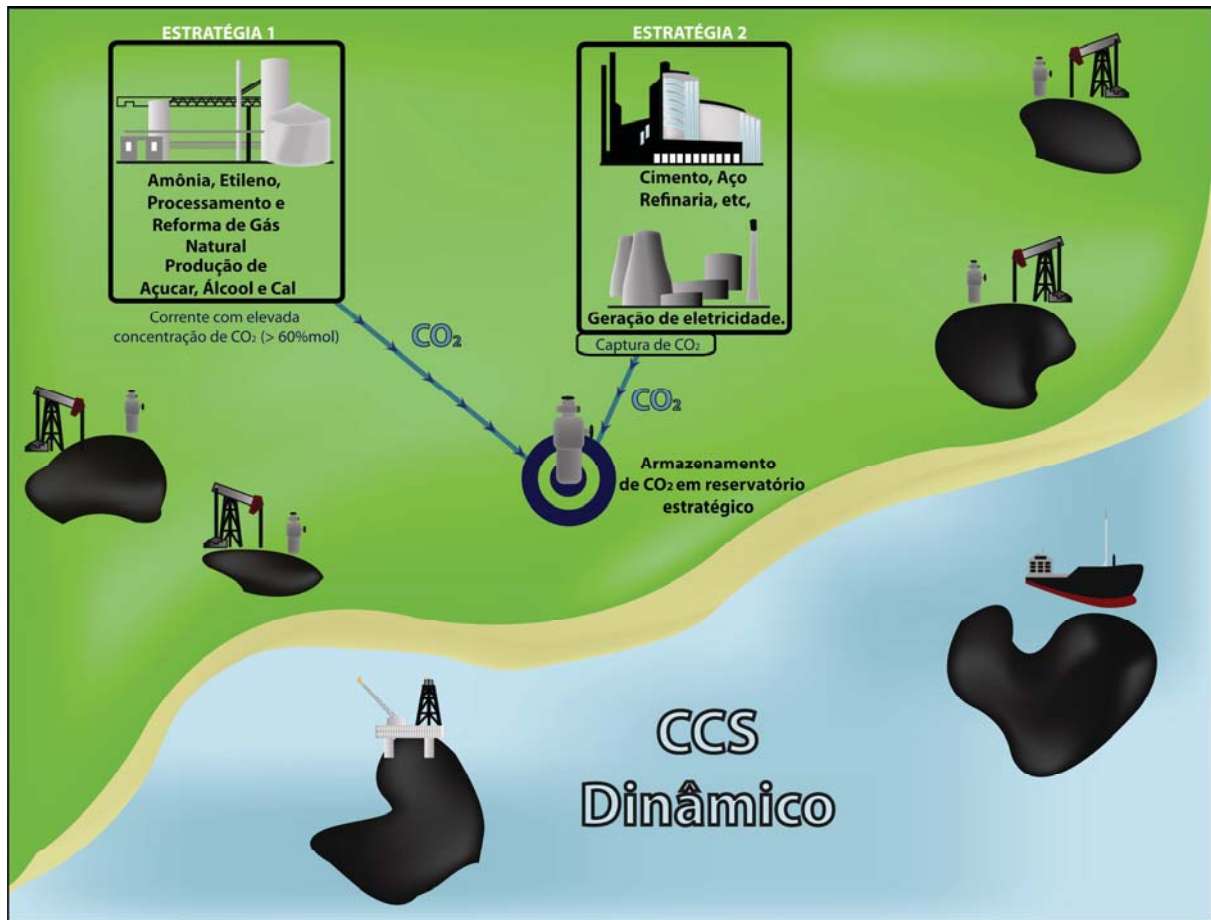 ESTRATÉGIA 1
Amônia, Etileno,
Processamento e
Reforma de Gás
Natural
Produção de
Açucar, Álcool e Cal
Corrente com elevada
concentração de CO₂ (> 60%mol)
ESTRATÉGIA 2
Cimento, Aço
Refinaria, etc,
Geração de eletricidade.
Captura de CO₂
CO₂
CO₂
Armazenamento
de CO₂ em reservatório
estratégico
CCS
Dinâmico